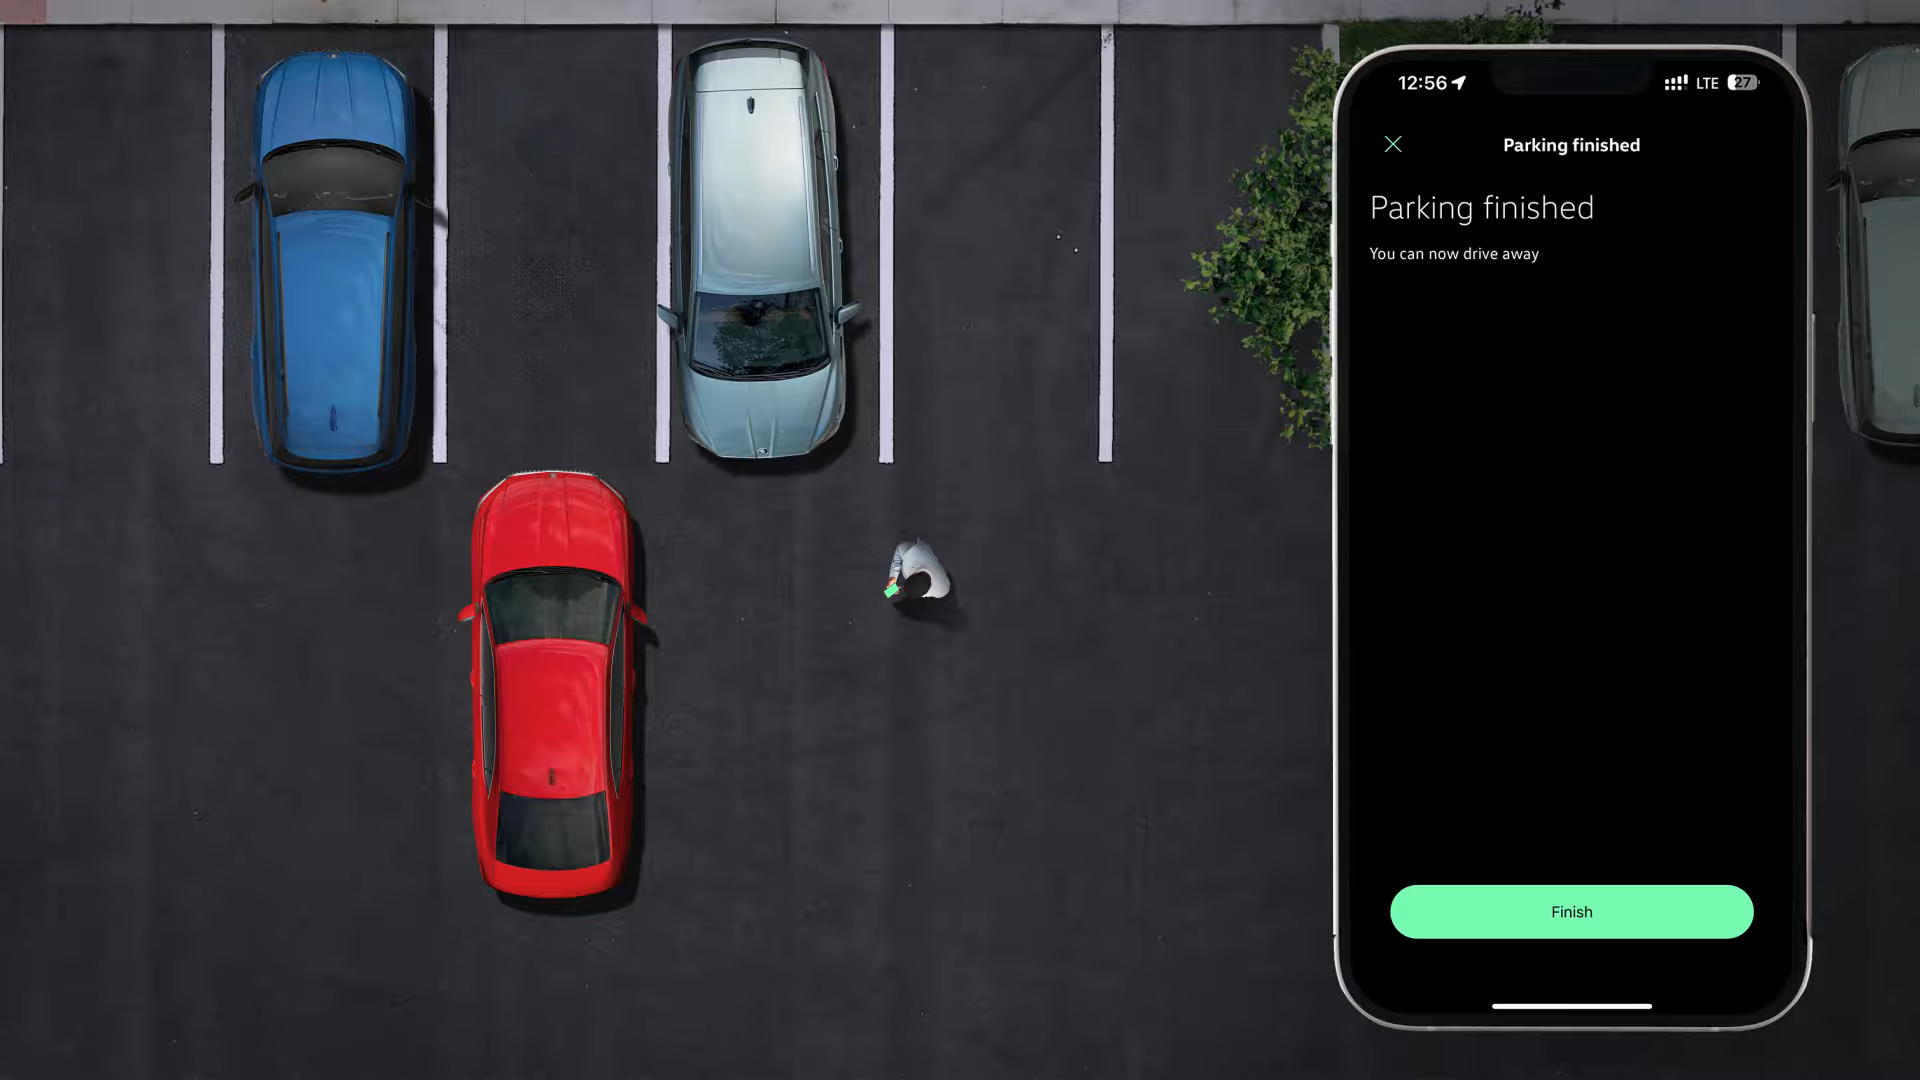 12:56 LTE 27
Parking finished
Parking finished
You can now drive away
Finish